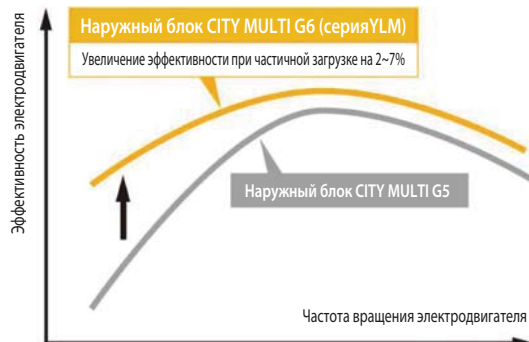 Эффективность электродвигателя
Наружный блок CITY MULTI G6 (серияYLM)
Увеличение эффективности при частичной загрузке на 2~7%
Наружный блок CITY MULTI G5
Частота вращения электродвигателя